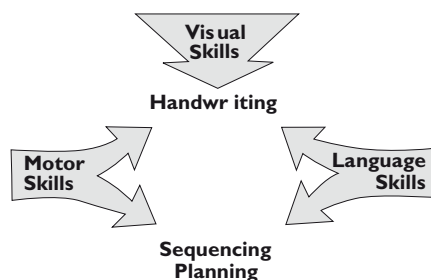 Visual
Skills
Handwriting
Motor
Skills
Language
Skills
Sequencing
Planning